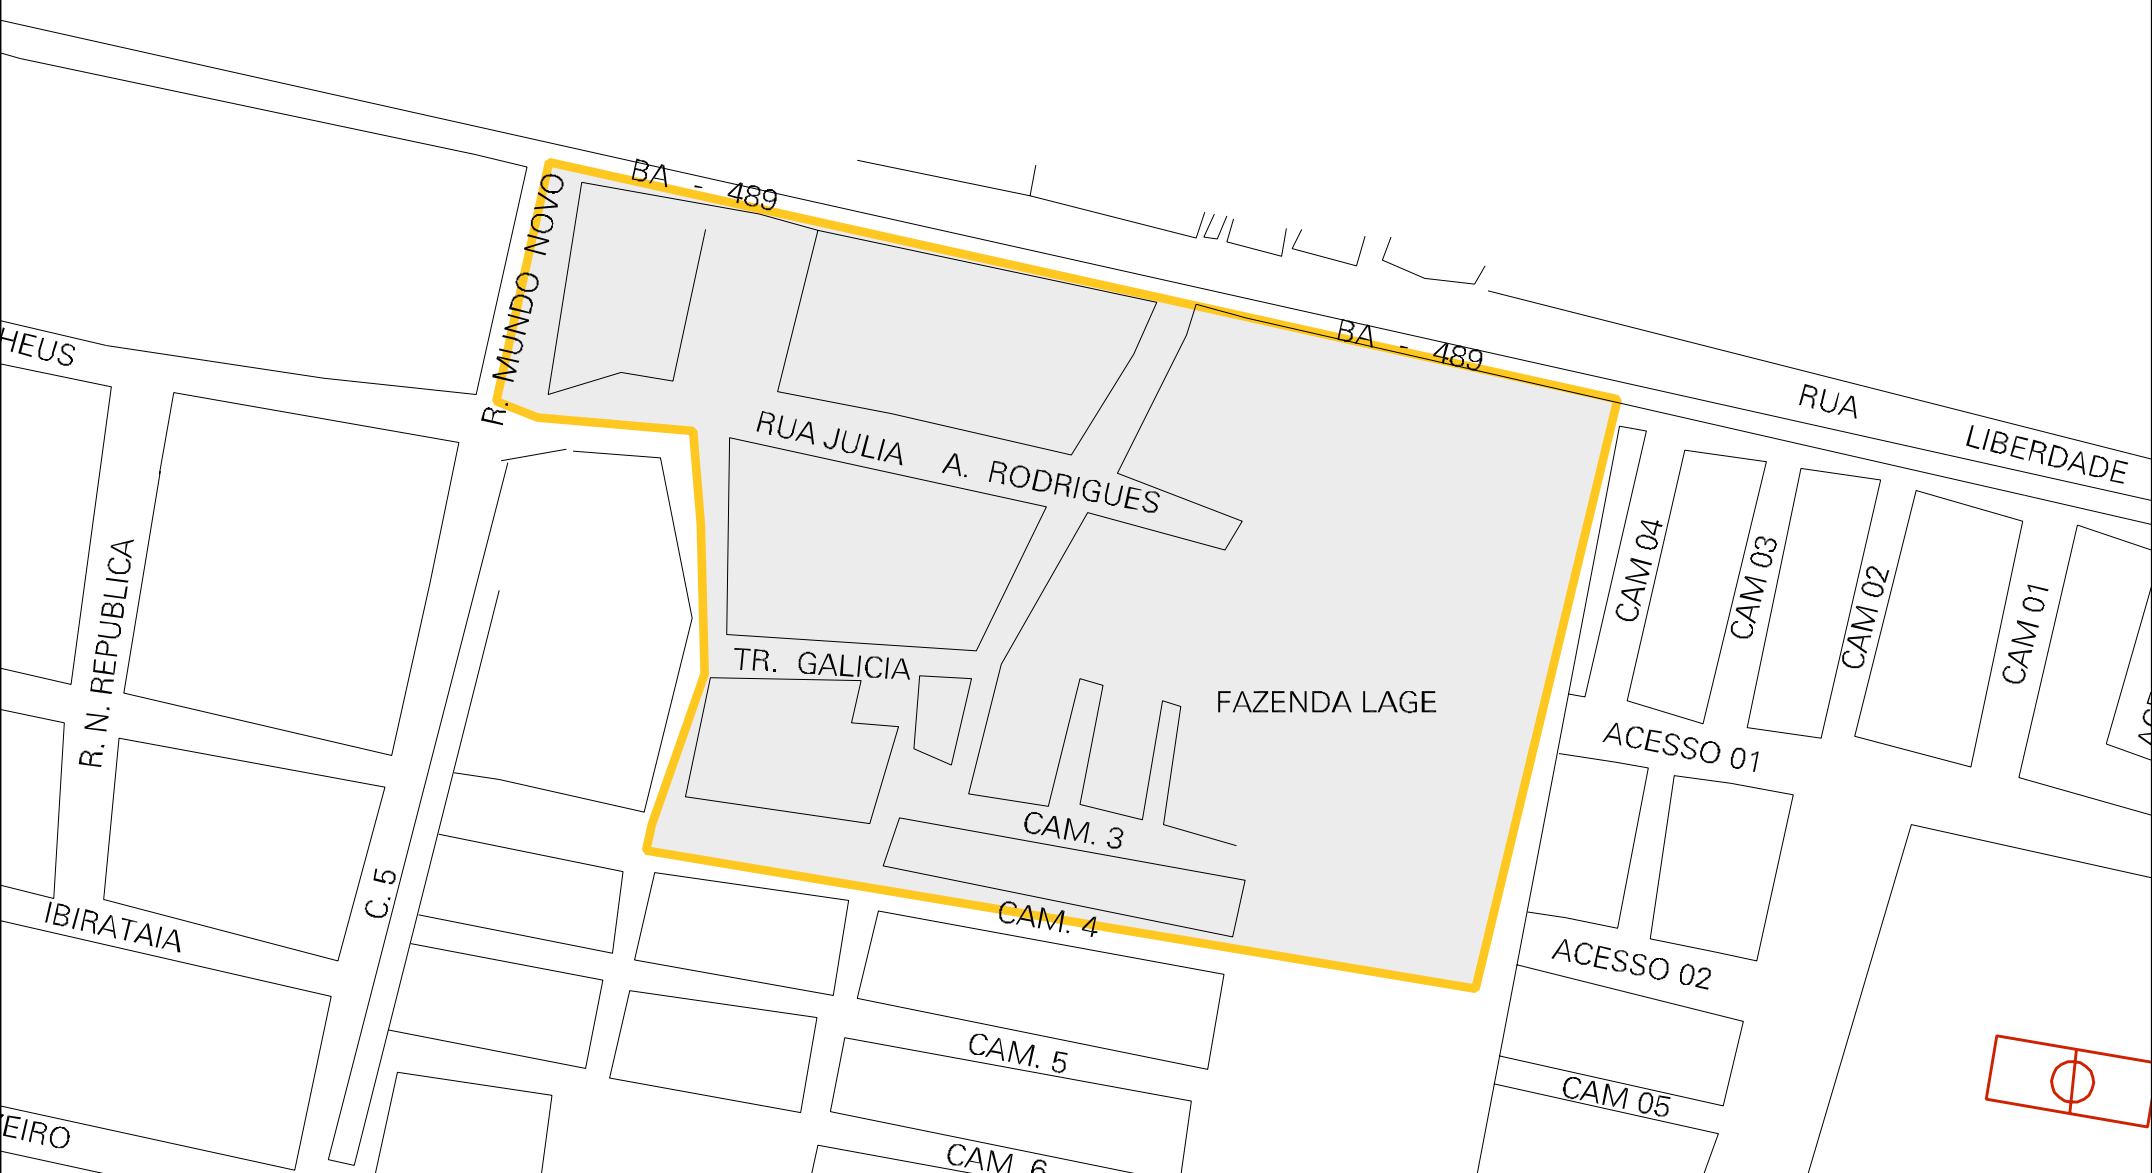 BA - 489
R. MUNDO NOVO
BA - 489
HEUS
RUA LIBERDADE
RUA JULIA A. RODRIGUES
CAM 04
CAM 03
CAM 02
CAM 01
R. N. REPUBLICA
TR. GALICIA
FAZENDA LAGE
ACESSO 01
CAM. 3
C. 5
CAM. 4
IBIRATAIA
ACESSO 02
CAM. 5
CAM 05
EIRO
CAM. 6